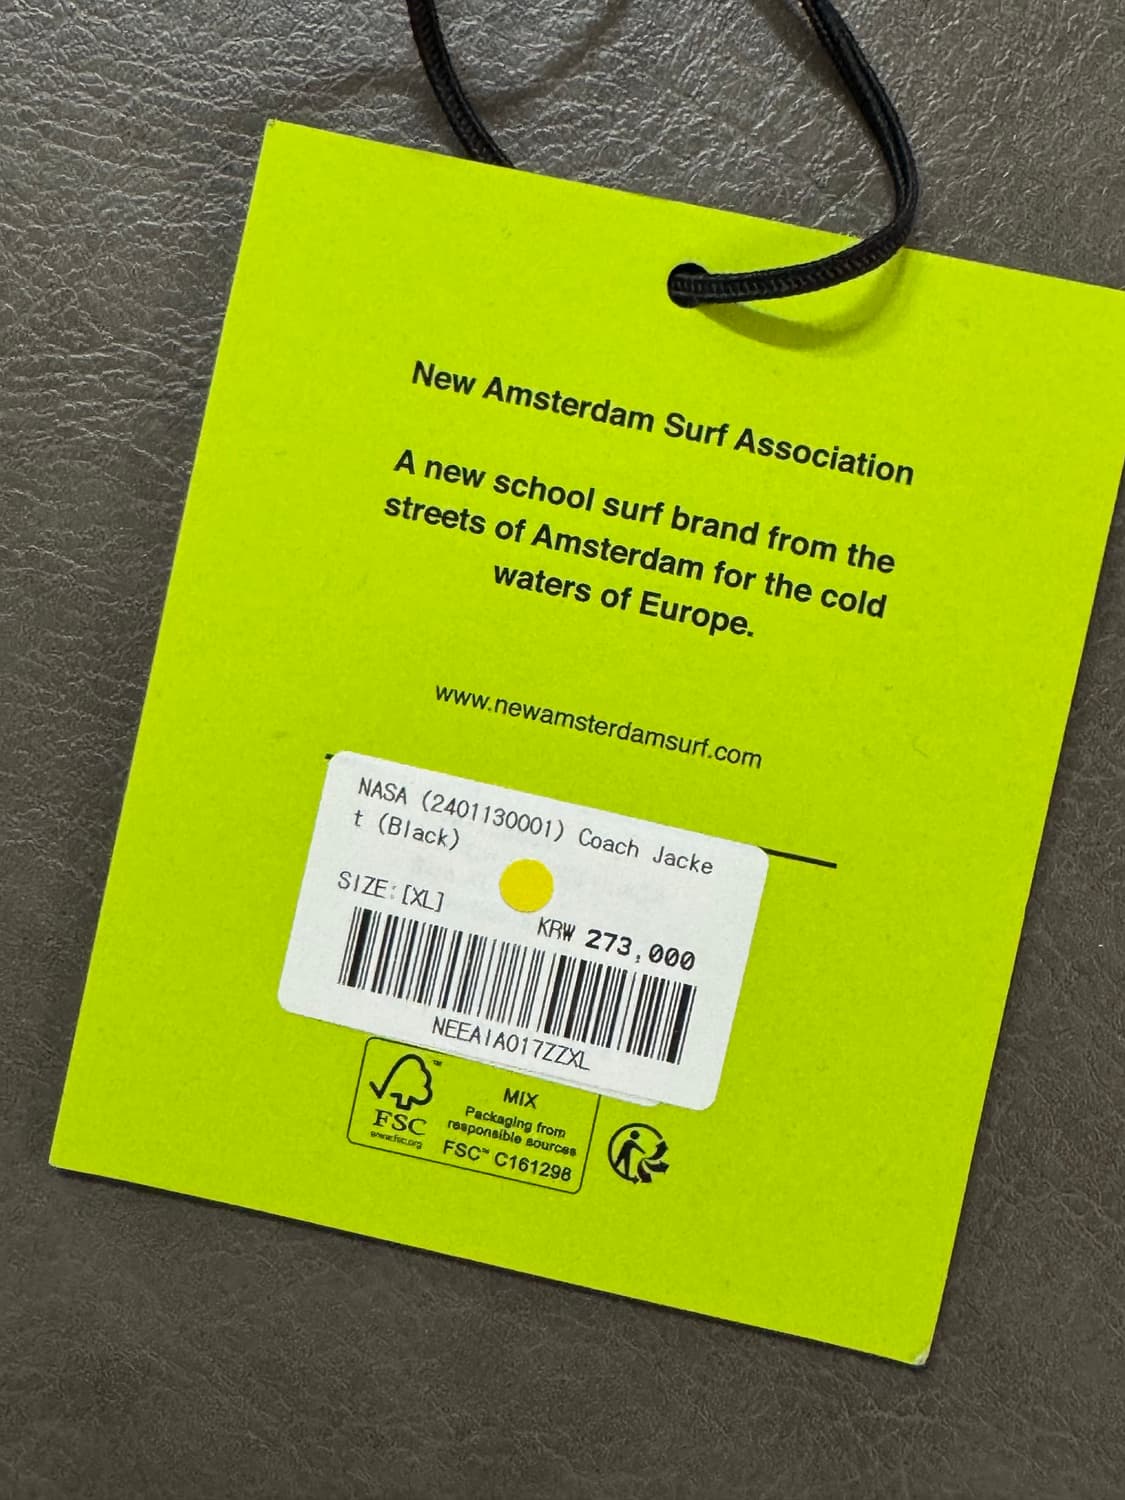 New Amsterdam Surf Association
A new school surf brand from the
streets of Amsterdam for the cold
waters of Europe.
www.newamsterdamsurf.com
NASA (2401130001) Coach Jacke
t (Black)
SIZE:[XL]
KRW 273,000
NEEAIA017ZZXL
FSC™
www.fsc.org
MIX
Packaging from
responsible sources
FSC™ C161298